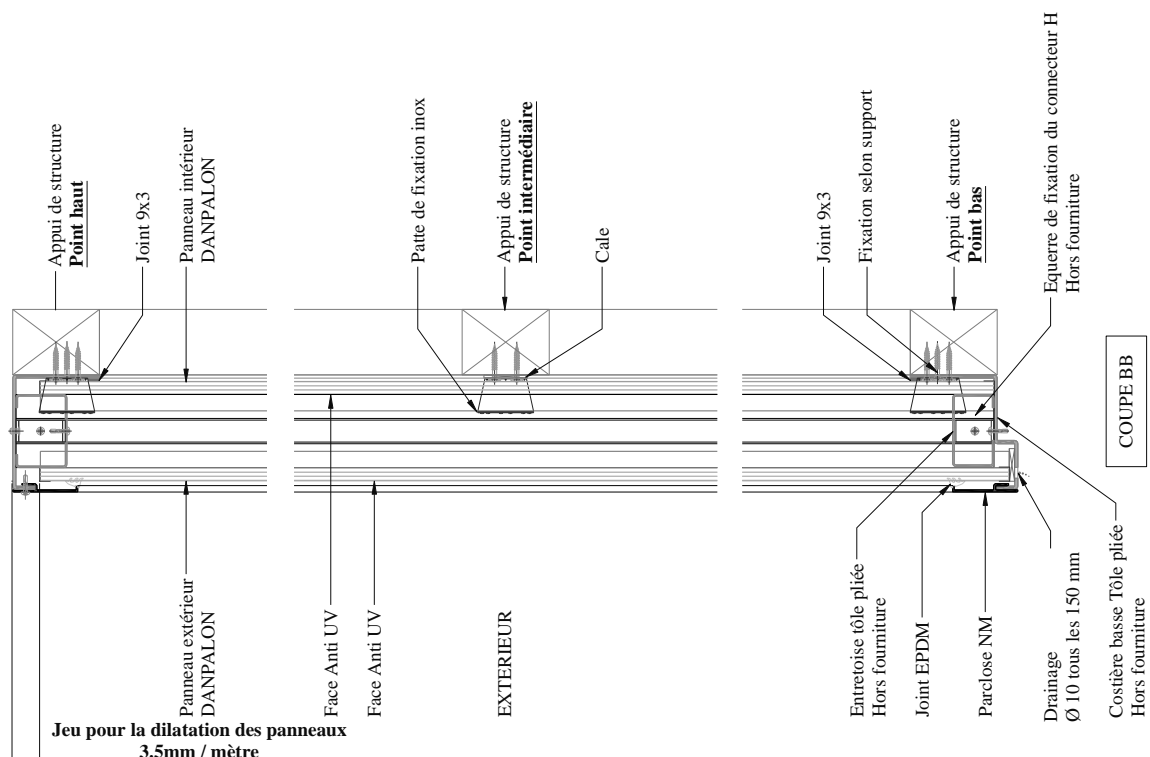 Appui de structure
Point haut
Joint 9x3
Panneau intérieur
DANPALON
Patte de fixation inox
Appui de structure
Point intermédiaire
Cale
Joint 9x3
Fixation selon support
Appui de structure
Point bas
Equerre de fixation du connecteur H
Hors fourniture
COUPE BB
Panneau extérieur
DANPALON
Face Anti UV
Face Anti UV
EXTERIEUR
Entretoise tôle pliée
Hors fourniture
Joint EPDM
Parclose NM
Drainage
Ø 10 tous les 150 mm
Costière basse Tôle pliée
Hors fourniture
Jeu pour la dilatation des panneaux
3,5mm / mètre